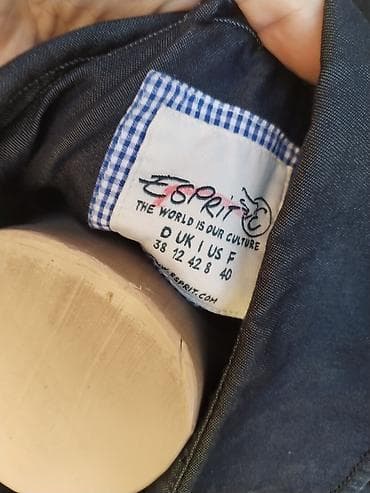 ESPRIT
THE WORLD IS OUR CULTURE
D UK I US F
38 12 42 8 40
W.ESPRIT.COM